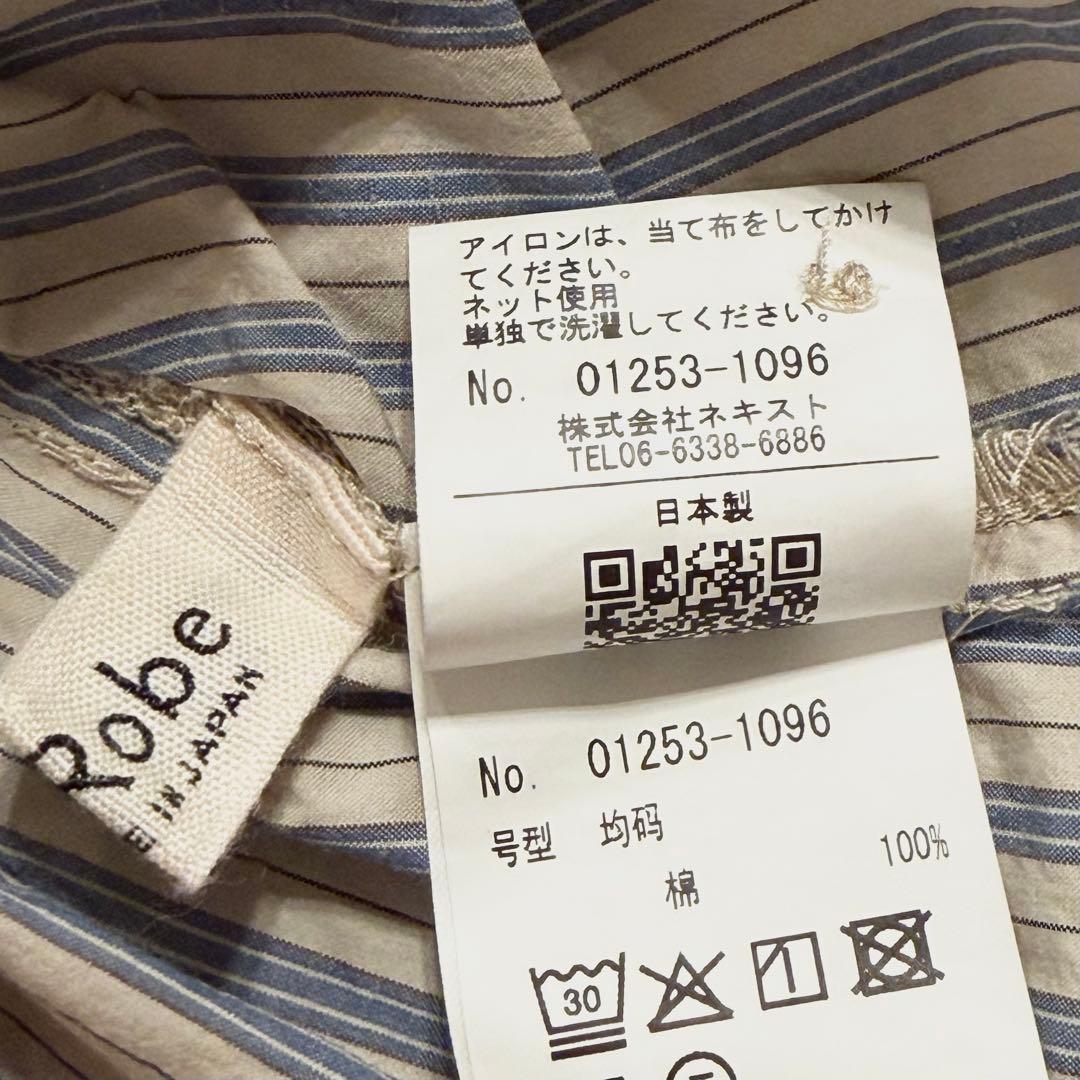 アイロンは、当て布をしてかけ
てください。
ネット使用
単独で洗濯してください。
No. 01253-1096
株式会社ネキスト
TEL06-6338-6886
日本製
Robe
IN JAPAN
No. 01253-1096
号型 均码
棉 100%
30